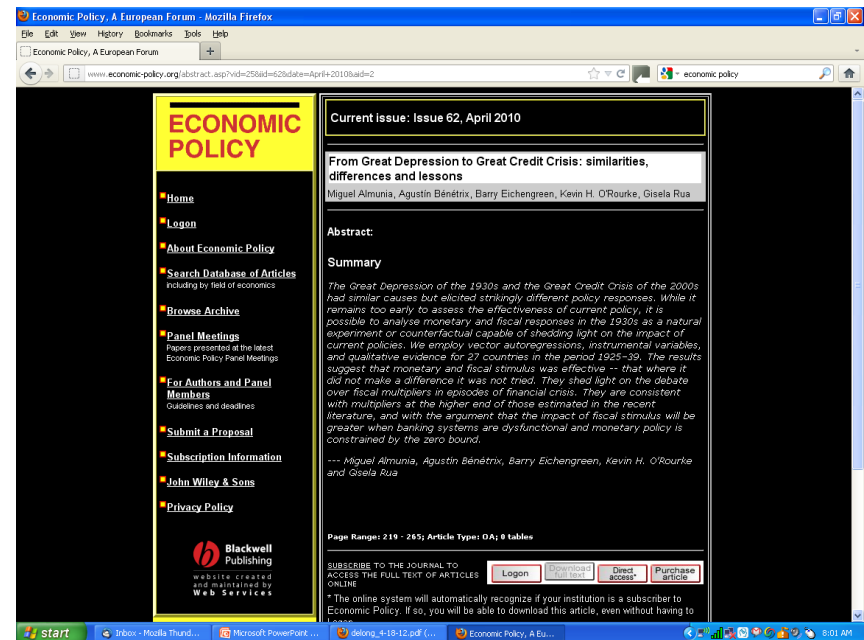 Economic Policy, A European Forum - Mozilla Firefox
File Edit View History Bookmarks Tools Help
Economic Policy, A European Forum +
www.economic-policy.org/abstract.asp?vid=25&iid=62&date=April+2010&aid=2
economic policy
ECONOMIC
POLICY
Home
Logon
About Economic Policy
Search Database of Articles
including by field of economics
Browse Archive
Panel Meetings
Papers presented at the latest
Economic Policy Panel Meetings
For Authors and Panel
Members
Guidelines and deadlines
Submit a Proposal
Subscription Information
John Wiley & Sons
Privacy Policy
Blackwell
Publishing
website created
and maintained by
Web Services
Current issue: Issue 62, April 2010
From Great Depression to Great Credit Crisis: similarities,
differences and lessons
Miguel Almunia, Agustín Bénétrix, Barry Eichengreen, Kevin H. O'Rourke, Gisela Rua
Abstract:
Summary
The Great Depression of the 1930s and the Great Credit Crisis of the 2000s
had similar causes but elicited strikingly different policy responses. While it
remains too early to assess the effectiveness of current policy, it is
possible to analyse monetary and fiscal responses in the 1930s as a natural
experiment or counterfactual capable of shedding light on the impact of
current policies. We employ vector autoregressions, instrumental variables,
and qualitative evidence for 27 countries in the period 1925–39. The results
suggest that monetary and fiscal stimulus was effective -- that where it
did not make a difference it was not tried. They shed light on the debate
over fiscal multipliers in episodes of financial crisis. They are consistent
with multipliers at the higher end of those estimated in the recent
literature, and with the argument that the impact of fiscal stimulus will be
greater when banking systems are dysfunctional and monetary policy is
constrained by the zero bound.
--- Miguel Almunia, Agustín Bénétrix, Barry Eichengreen, Kevin H. O'Rourke
and Gisela Rua
Page Range: 219 - 265; Article Type: OA; 0 tables
SUBSCRIBE TO THE JOURNAL TO
ACCESS THE FULL TEXT OF ARTICLES
ONLINE
Logon
Download
full text
Direct
access*
Purchase
article
* The online system will automatically recognize if your institution is a subscriber to
Economic Policy. If so, you will be able to download this article, even without having to
start
Inbox - Mozilla Thund...
Microsoft PowerPoint ...
delong_4-18-12.pdf (...
Economic Policy, A Eu...
8:01 AM